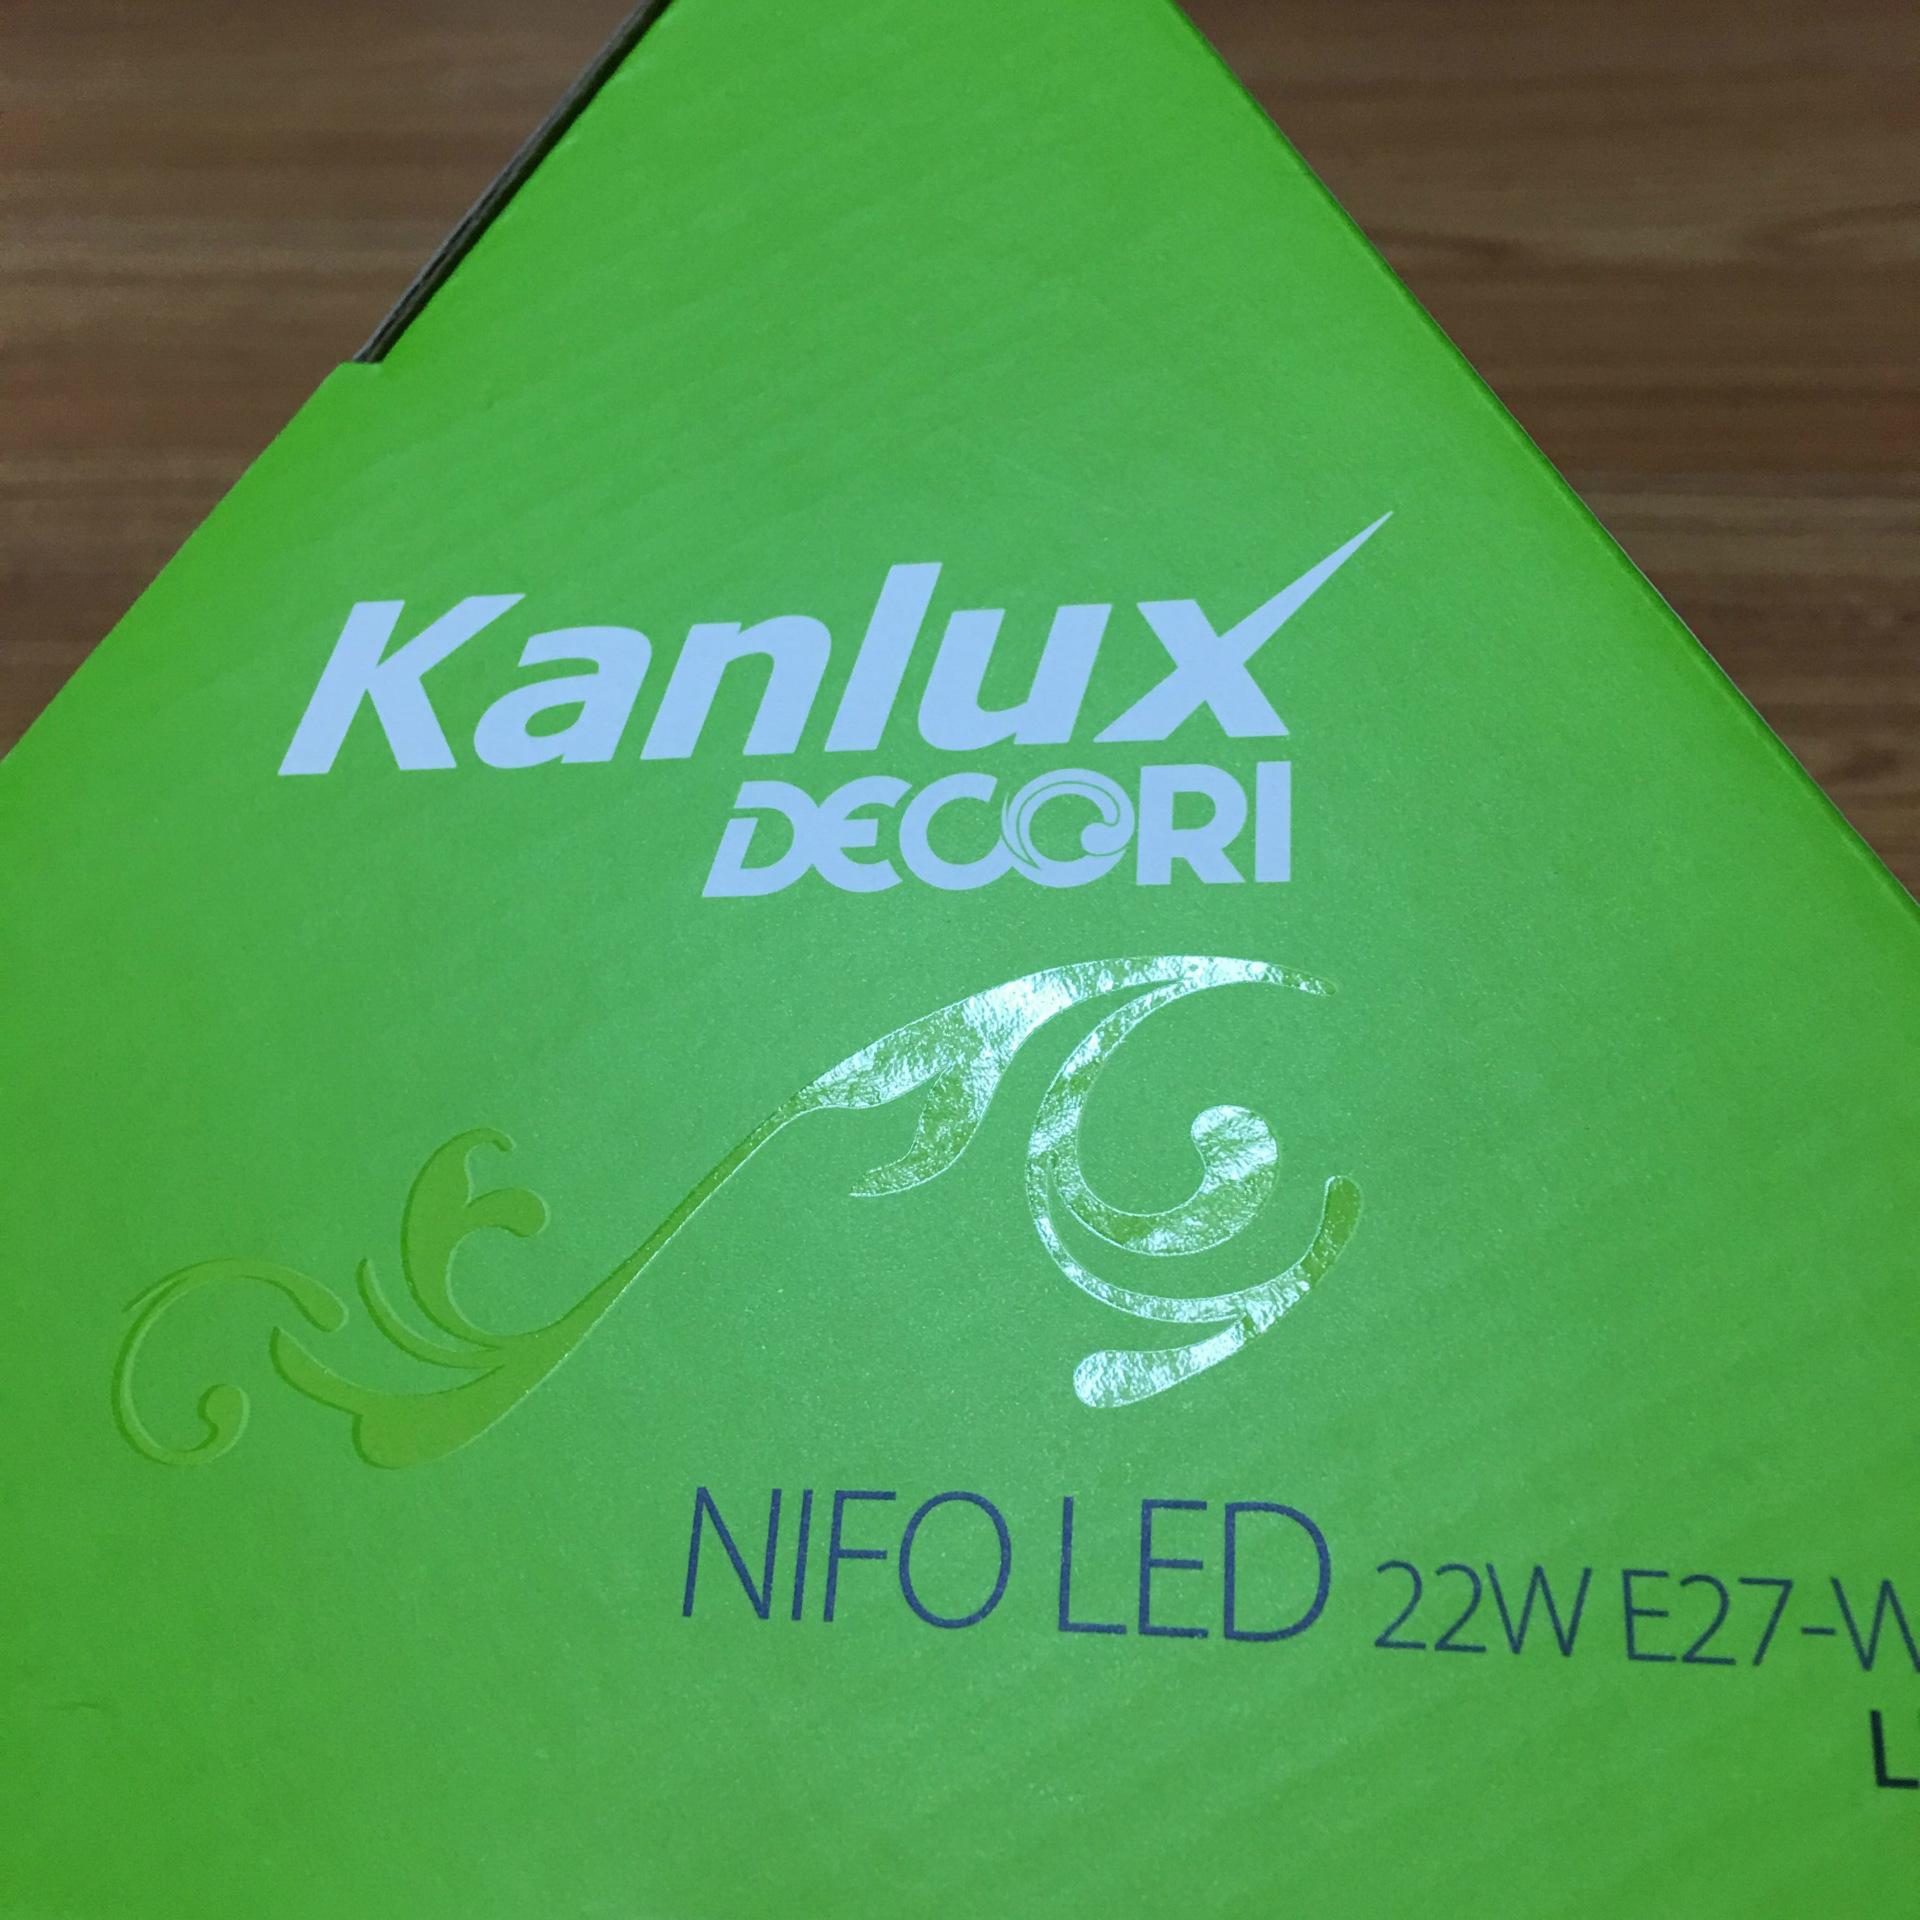 Kanlux
DECORI
NIFO LED 22W E27-W
L